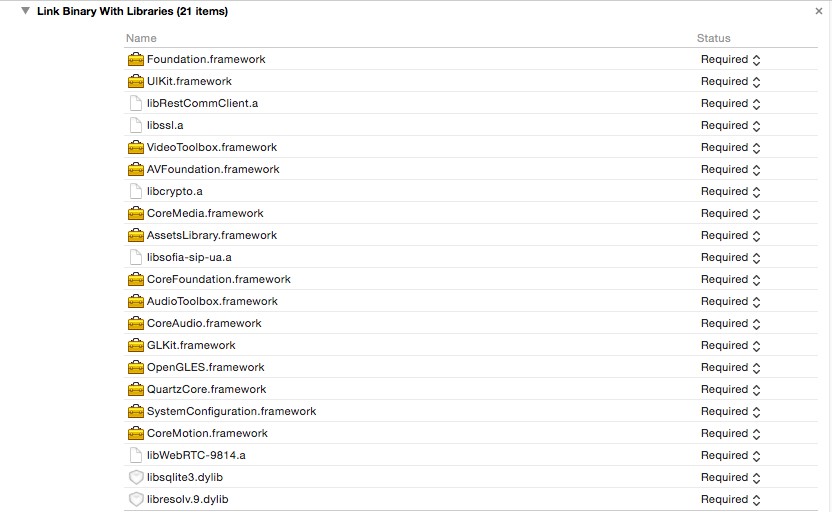 Link Binary With Libraries (21 items)
Name Status
Foundation.framework Required
UIKit.framework Required
libRestCommClient.a Required
libssl.a Required
VideoToolbox.framework Required
AVFoundation.framework Required
libcrypto.a Required
CoreMedia.framework Required
AssetsLibrary.framework Required
libsofia-sip-ua.a Required
CoreFoundation.framework Required
AudioToolbox.framework Required
CoreAudio.framework Required
GLKit.framework Required
OpenGLES.framework Required
QuartzCore.framework Required
SystemConfiguration.framework Required
CoreMotion.framework Required
libWebRTC-9814.a Required
libsqlite3.dylib Required
libresolv.9.dylib Required